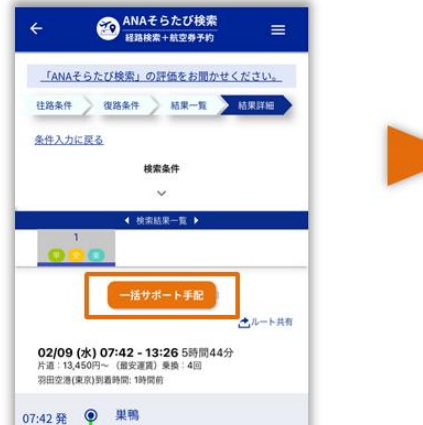 ANAそらたび検索
経路検索+航空券予約
「ANAそらたび検索」の評価をお聞かせください。
往路条件 復路条件 結果一覧 結果詳細
条件入力に戻る
検索条件
検索結果一覧
1
早 安 楽
一括サポート手配
ルート共有
02/09 (水) 07:42 - 13:26 5時間44分
片道:13,450円~ (最安運賃) 乗換:4回
羽田空港(東京)到着時間: 1時間前
07:42 発 巣鴨